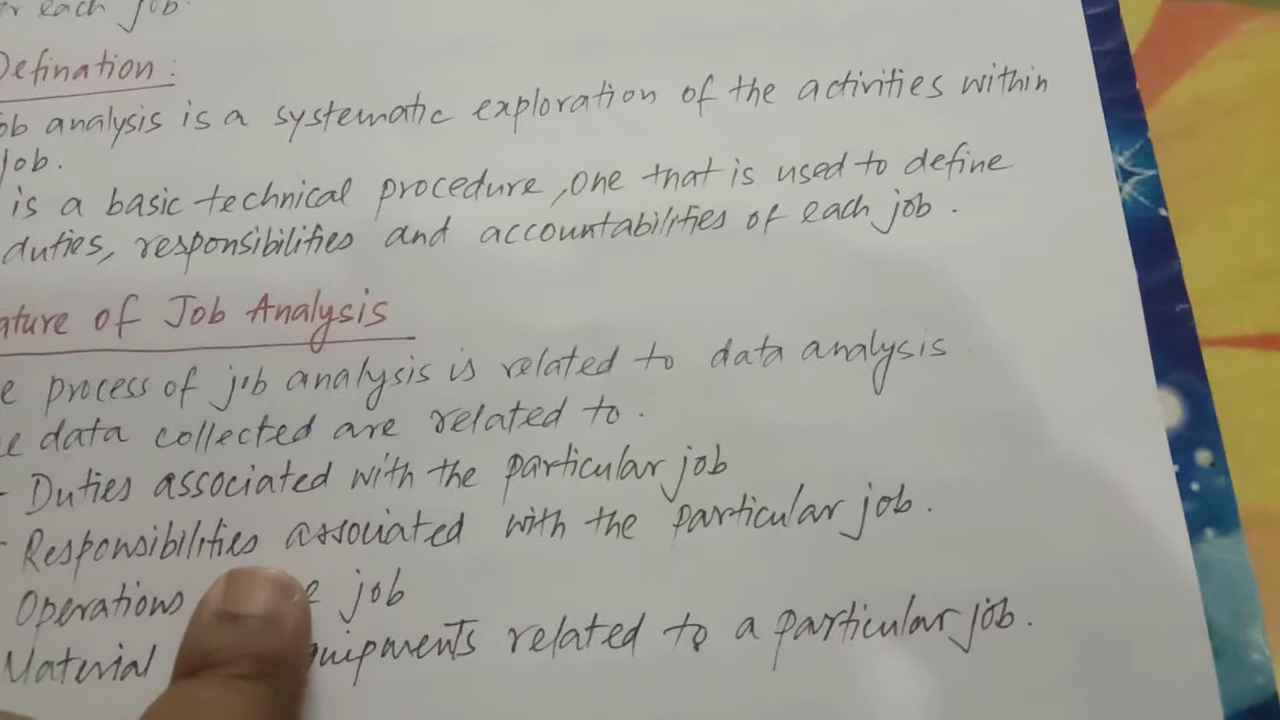 each job.
Defination:
ob analysis is a systematic exploration of the activities within
job.
is a basic technical procedure, one that is used to define
duties, responsibilities and accountabilities of each job.
ature of Job Analysis
e process of job analysis is related to data analysis
e data collected are related to.
- Duties associated with the particular job
- Responsibilities associated with the particular job.
Operations job
Material related to a particular job.